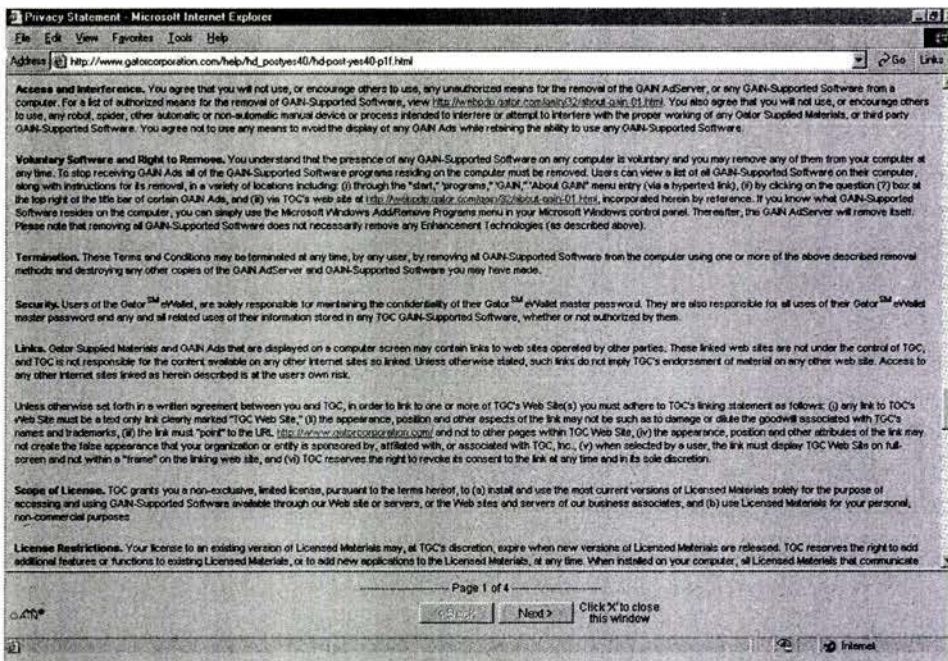 Privacy Statement - Microsoft Internet Explorer
File Edit View Favorites Tools Help
Address http://www.gatorcorporation.com/help/hd_postyes40/hd-post-yes40-p1f.html Go Links
Access and Interference. You agree that you will not use, or encourage others to use, any unauthorized means for the removal of the GAIN AdServer, or any GAIN-Supported Software from a
computer. For a list of authorized means for the removal of GAIN-Supported Software, view http://webpdp.gator.com/gain/32/about-gain-01.html. You also agree that you will not use, or encourage others
to use, any robot, spider, other automatic or non-automatic manual device or process intended to interfere or attempt to interfere with the proper working of any Gator Supplied Materials, or third party
GAIN-Supported Software. You agree not to use any means to avoid the display of any GAIN Ads while retaining the ability to use any GAIN-Supported Software.
Voluntary Software and Right to Remove. You understand that the presence of any GAIN-Supported Software on any computer is voluntary and you may remove any of them from your computer at
any time. To stop receiving GAIN Ads all of the GAIN-Supported Software programs residing on the computer must be removed. Users can view a list of all GAIN-Supported Software on their computer,
along with instructions for its removal, in a variety of locations including: (i) through the "start," "programs," "GAIN," "About GAIN" menu entry (via a hypertext link), (ii) by clicking on the question (?) box at
the top right of the title bar of certain GAIN Ads, and (iii) via TGC's web site at http://webpdp.gator.com/gain/32/about-gain-01.html, incorporated herein by reference. If you know what GAIN-Supported
Software resides on the computer, you can simply use the Microsoft Windows Add/Remove Programs menu in your Microsoft Windows control panel. Thereafter, the GAIN AdServer will remove itself.
Please note that removing all GAIN-Supported Software does not necessarily remove any Enhancement Technologies (as described above).
Termination. These Terms and Conditions may be terminated at any time, by any user, by removing all GAIN-Supported Software from the computer using one or more of the above described removal
methods and destroying any other copies of the GAIN AdServer and GAIN-Supported Software you may have made.
Security. Users of the Gator SM eWallet, are solely responsible for maintaining the confidentiality of their Gator SM eWallet master password. They are also responsible for all uses of their Gator SM eWallet
master password and any and all related uses of their information stored in any TGC GAIN-Supported Software, whether or not authorized by them.
Links. Gator Supplied Materials and GAIN Ads that are displayed on a computer screen may contain links to web sites operated by other parties. These linked web sites are not under the control of TGC,
and TGC is not responsible for the content available on any other Internet sites so linked. Unless otherwise stated, such links do not imply TGC's endorsement of material on any other web site. Access to
any other Internet sites linked as herein described is at the users own risk.
Unless otherwise set forth in a written agreement between you and TGC, in order to link to one or more of TGC's Web Site(s) you must adhere to TGC's linking statement as follows: (i) any link to TGC's
Web Site must be a text only link clearly marked "TGC Web Site," (ii) the appearance, position and other aspects of the link may not be such as to damage or dilute the goodwill associated with TGC's
names and trademarks, (iii) the link must "point" to the URL http://www.gatorcorporation.com/ and not to other pages within TGC Web Site, (iv) the appearance, position and other attributes of the link may
not create the false appearance that your organization or entity is sponsored by, affiliated with, or associated with TGC, Inc., (v) when selected by a user, the link must display TGC Web Site on full-
screen and not within a "frame" on the linking web site, and (vi) TGC reserves the right to revoke its consent to the link at any time and in its sole discretion.
Scope of License. TGC grants you a non-exclusive, limited license, pursuant to the terms hereof, to (a) install and use the most current versions of Licensed Materials solely for the purpose of
accessing and using GAIN-Supported Software available through our Web site or servers, or the Web sites and servers of our business associates, and (b) use Licensed Materials for your personal,
non-commercial purposes
License Restrictions. Your license to an existing version of Licensed Materials may, at TGC's discretion, expire when new versions of Licensed Materials are released. TGC reserves the right to add
additional features or functions to existing Licensed Materials, or to add new applications to the Licensed Materials, at any time. When installed on your computer, all Licensed Materials that communicate
Page 1 of 4
GAIN
< Back Next > Click 'X' to close
this window
Internet